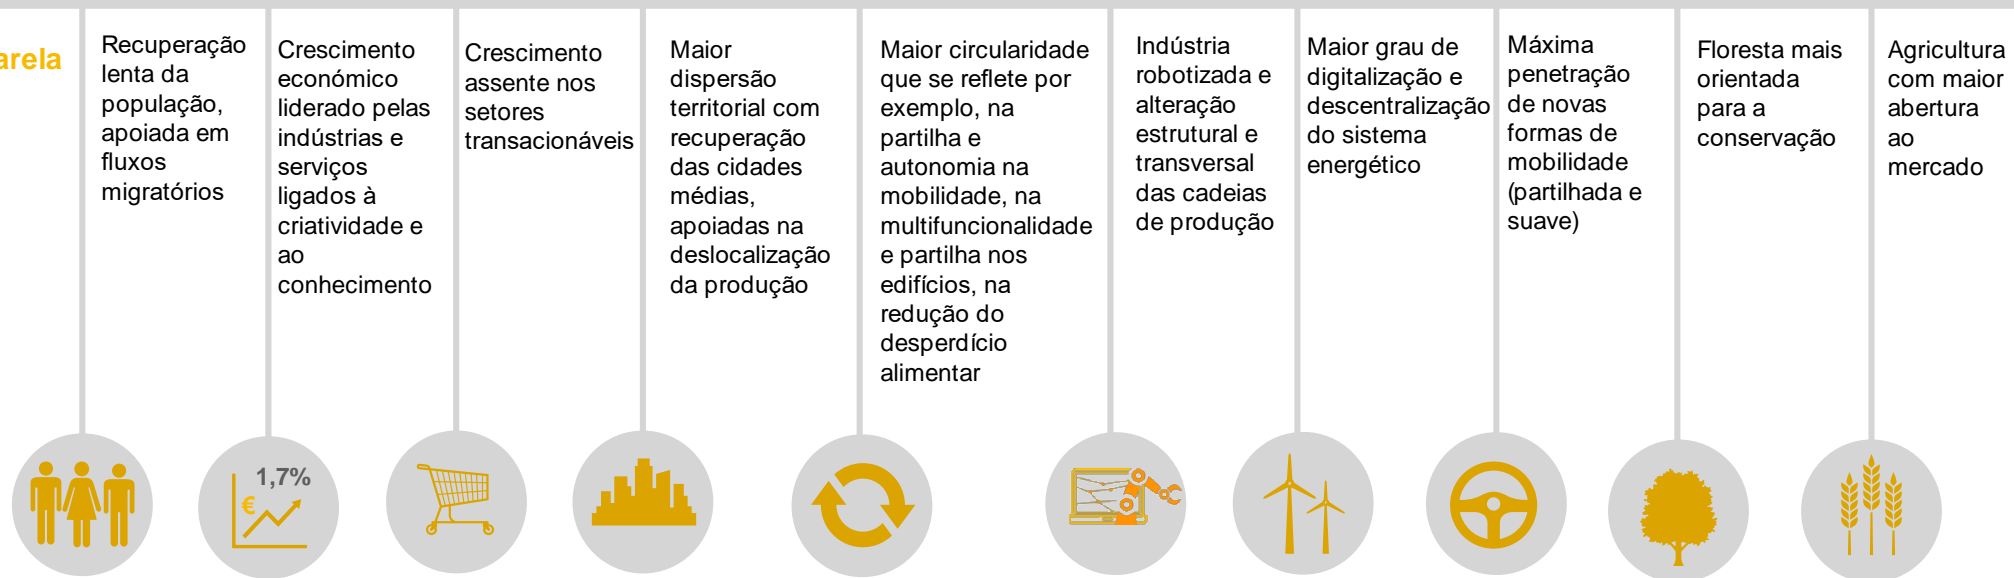 arela
Recuperação
lenta da
população,
apoiada em
fluxos
migratórios
Crescimento
económico
liderado pelas
indústrias e
serviços
ligados à
criatividade e
ao
conhecimento
Crescimento
assente nos
setores
transacionáveis
Maior
dispersão
territorial com
recuperação
das cidades
médias,
apoiadas na
deslocalização
da produção
Maior circularidade
que se reflete por
exemplo, na
partilha e
autonomia na
mobilidade, na
multifuncionalidade
e partilha nos
edifícios, na
redução do
desperdício
alimentar
Indústria
robotizada e
alteração
estrutural e
transversal
das cadeias
de produção
Maior grau de
digitalização e
descentralização
do sistema
energético
Máxima
penetração
de novas
formas de
mobilidade
(partilhada e
suave)
Floresta mais
orientada
para a
conservação
Agricultura
com maior
abertura
ao
mercado
1,7%
€